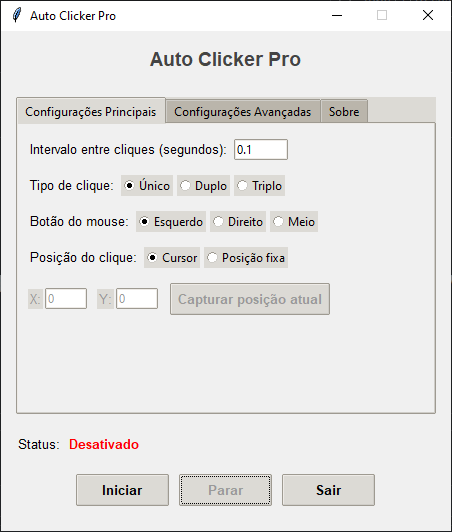 Auto Clicker Pro
Auto Clicker Pro
Configurações Principais Configurações Avançadas Sobre
Intervalo entre cliques (segundos): 0.1
Tipo de clique: Único Duplo Triplo
Botão do mouse: Esquerdo Direito Meio
Posição do clique: Cursor Posição fixa
X: 0 Y: 0 Capturar posição atual
Status: Desativado
Iniciar Parar Sair